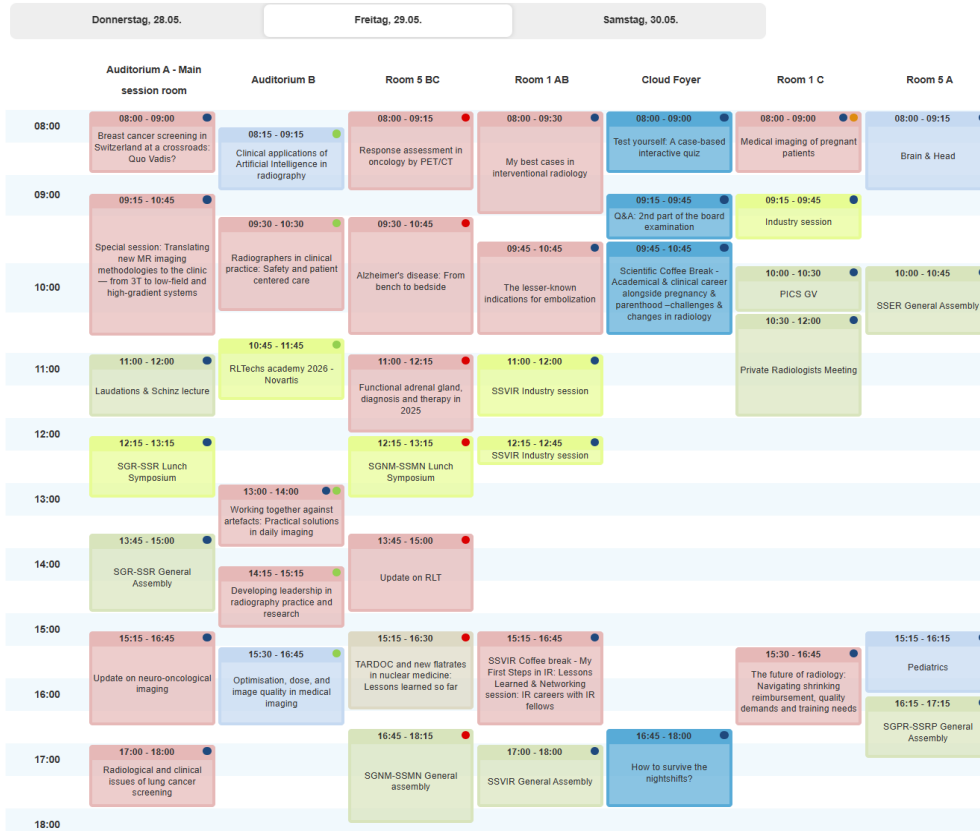 Donnerstag, 28.05.
Freitag, 29.05.
Samstag, 30.05.
Auditorium A - Main
session room
Auditorium B
Room 5 BC
Room 1 AB
Cloud Foyer
Room 1 C
Room 5 A
08:00
09:00
10:00
11:00
12:00
13:00
14:00
15:00
16:00
17:00
18:00
08:00 - 09:00
Breast cancer screening in
Switzerland at a crossroads:
Quo Vadis?
09:15 - 10:45
Special session: Translating
new MR imaging
methodologies to the clinic
— from 3T to low-field and
high-gradient systems
11:00 - 12:00
Laudations & Schinz lecture
12:15 - 13:15
SGR-SSR Lunch
Symposium
13:45 - 15:00
SGR-SSR General
Assembly
15:15 - 16:45
Update on neuro-oncological
imaging
17:00 - 18:00
Radiological and clinical
issues of lung cancer
screening
08:15 - 09:15
Clinical applications of
Artificial Intelligence in
radiography
09:30 - 10:30
Radiographers in clinical
practice: Safety and patient
centered care
10:45 - 11:45
RLTechs academy 2026 -
Novartis
13:00 - 14:00
Working together against
artefacts: Practical solutions
in daily imaging
14:15 - 15:15
Developing leadership in
radiography practice and
research
15:30 - 16:45
Optimisation, dose, and
image quality in medical
imaging
08:00 - 09:15
Response assessment in
oncology by PET/CT
09:30 - 10:45
Alzheimer's disease: From
bench to bedside
11:00 - 12:15
Functional adrenal gland,
diagnosis and therapy in
2025
12:15 - 13:15
SGNM-SSMN Lunch
Symposium
13:45 - 15:00
Update on RLT
15:15 - 16:30
TARDOC and new flatrates
in nuclear medicine:
Lessons learned so far
16:45 - 18:15
SGNM-SSMN General
assembly
08:00 - 09:30
My best cases in
interventional radiology
09:45 - 10:45
The lesser-known
indications for embolization
11:00 - 12:00
SSVIR Industry session
12:15 - 12:45
SSVIR Industry session
15:15 - 16:45
SSVIR Coffee break - My
First Steps in IR: Lessons
Learned & Networking
session: IR careers with IR
fellows
17:00 - 18:00
SSVIR General Assembly
08:00 - 09:00
Test yourself: A case-based
interactive quiz
09:15 - 09:45
Q&A: 2nd part of the board
examination
09:45 - 10:45
Scientific Coffee Break -
Academical & clinical career
alongside pregnancy &
parenthood –challenges &
changes in radiology
16:45 - 18:00
How to survive the
nightshifts?
08:00 - 09:00
Medical imaging of pregnant
patients
09:15 - 09:45
Industry session
10:00 - 10:30
PICS GV
10:30 - 12:00
Private Radiologists Meeting
15:30 - 16:45
The future of radiology:
Navigating shrinking
reimbursement, quality
demands and training needs
08:00 - 09:15
Brain & Head
10:00 - 10:45
SSER General Assembly
15:15 - 16:15
Pediatrics
16:15 - 17:15
SGPR-SSRP General
Assembly